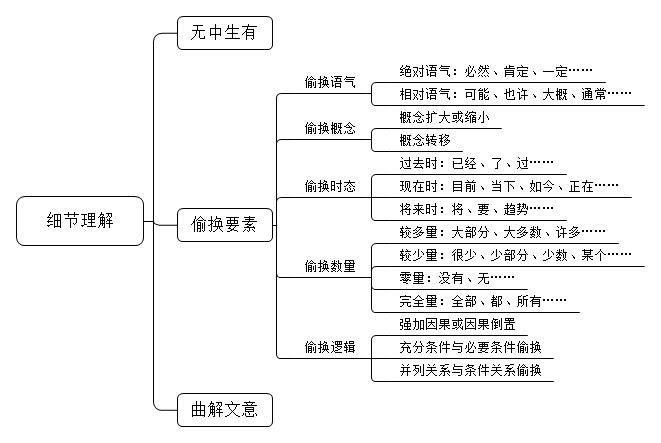 无中生有
绝对语气：必然、肯定、一定……
偷换语气
相对语气：可能、也许、大概、通常……
概念扩大或缩小
偷换概念
概念转移
过去时：已经、了、过……
偷换时态
现在时：目前、当下、如今、正在……
将来时：将、要、趋势……
细节理解
偷换要素
较多量：大部分、大多数、许多……
较少量：很少、少部分、少数、某个……
偷换数量
零量：没有、无……
完全量：全部、都、所有……
强加因果或因果倒置
偷换逻辑
充分条件与必要条件偷换
并列关系与条件关系偷换
曲解文意